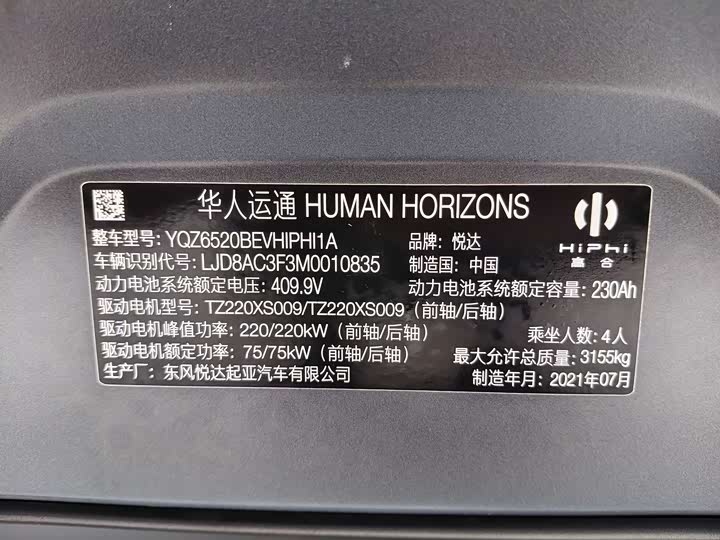 华人运通 HUMAN HORIZONS
HiPhi
高合
整车型号: YQZ6520BEVHIPHI1A 品牌: 悦达
车辆识别代号: LJD8AC3F3M0010835 制造国: 中国
动力电池系统额定电压: 409.9V 动力电池系统额定容量: 230Ah
驱动电机型号: TZ220XS009/TZ220XS009（前轴/后轴）
驱动电机峰值功率: 220/220kW（前轴/后轴） 乘坐人数: 4人
驱动电机额定功率: 75/75kW（前轴/后轴） 最大允许总质量: 3155kg
生产厂: 东风悦达起亚汽车有限公司 制造年月: 2021年07月